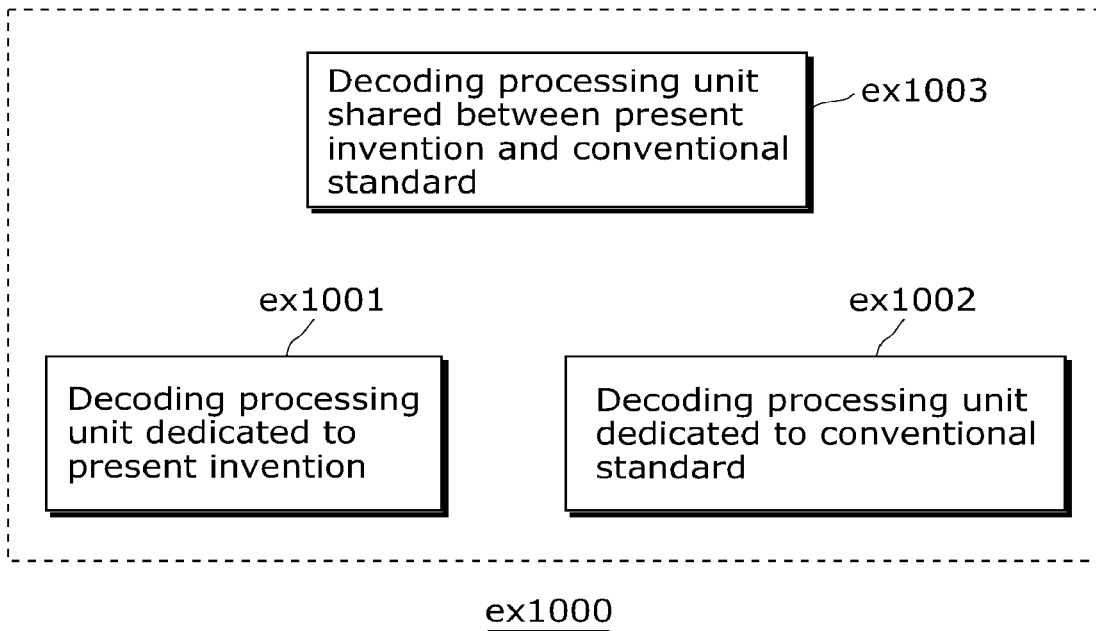 Decoding processing unit
shared between present
invention and conventional
standard
ex1003
ex1001
Decoding processing
unit dedicated to
present invention
ex1002
Decoding processing unit
dedicated to conventional
standard
ex1000